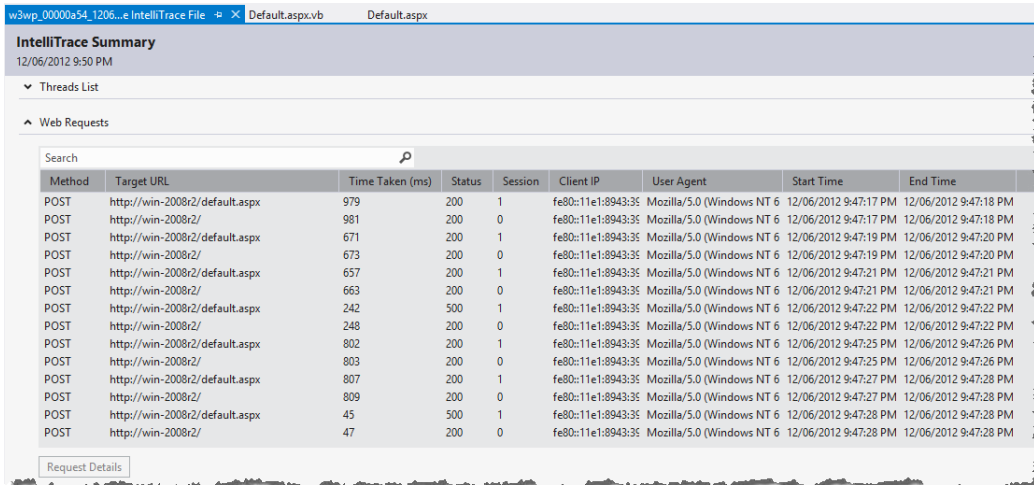 w3wp_00000a54_1206...e IntelliTrace File Default.aspx.vb Default.aspx
IntelliTrace Summary
12/06/2012 9:50 PM
Threads List
Web Requests
Search
Method Target URL Time Taken (ms) Status Session Client IP User Agent Start Time End Time
POST http://win-2008r2/default.aspx 979 200 1 fe80::11e1:8943:39 Mozilla/5.0 (Windows NT 6 12/06/2012 9:47:17 PM 12/06/2012 9:47:18 PM
POST http://win-2008r2/ 981 200 0 fe80::11e1:8943:39 Mozilla/5.0 (Windows NT 6 12/06/2012 9:47:17 PM 12/06/2012 9:47:18 PM
POST http://win-2008r2/default.aspx 671 200 1 fe80::11e1:8943:39 Mozilla/5.0 (Windows NT 6 12/06/2012 9:47:19 PM 12/06/2012 9:47:20 PM
POST http://win-2008r2/ 673 200 0 fe80::11e1:8943:39 Mozilla/5.0 (Windows NT 6 12/06/2012 9:47:19 PM 12/06/2012 9:47:20 PM
POST http://win-2008r2/default.aspx 657 200 1 fe80::11e1:8943:39 Mozilla/5.0 (Windows NT 6 12/06/2012 9:47:21 PM 12/06/2012 9:47:21 PM
POST http://win-2008r2/ 663 200 0 fe80::11e1:8943:39 Mozilla/5.0 (Windows NT 6 12/06/2012 9:47:21 PM 12/06/2012 9:47:21 PM
POST http://win-2008r2/default.aspx 242 500 1 fe80::11e1:8943:39 Mozilla/5.0 (Windows NT 6 12/06/2012 9:47:22 PM 12/06/2012 9:47:22 PM
POST http://win-2008r2/ 248 200 0 fe80::11e1:8943:39 Mozilla/5.0 (Windows NT 6 12/06/2012 9:47:22 PM 12/06/2012 9:47:22 PM
POST http://win-2008r2/default.aspx 802 200 1 fe80::11e1:8943:39 Mozilla/5.0 (Windows NT 6 12/06/2012 9:47:25 PM 12/06/2012 9:47:26 PM
POST http://win-2008r2/ 803 200 0 fe80::11e1:8943:39 Mozilla/5.0 (Windows NT 6 12/06/2012 9:47:25 PM 12/06/2012 9:47:26 PM
POST http://win-2008r2/default.aspx 807 200 1 fe80::11e1:8943:39 Mozilla/5.0 (Windows NT 6 12/06/2012 9:47:27 PM 12/06/2012 9:47:28 PM
POST http://win-2008r2/ 809 200 0 fe80::11e1:8943:39 Mozilla/5.0 (Windows NT 6 12/06/2012 9:47:27 PM 12/06/2012 9:47:28 PM
POST http://win-2008r2/default.aspx 45 500 1 fe80::11e1:8943:39 Mozilla/5.0 (Windows NT 6 12/06/2012 9:47:28 PM 12/06/2012 9:47:28 PM
POST http://win-2008r2/ 47 200 0 fe80::11e1:8943:39 Mozilla/5.0 (Windows NT 6 12/06/2012 9:47:28 PM 12/06/2012 9:47:28 PM
Request Details